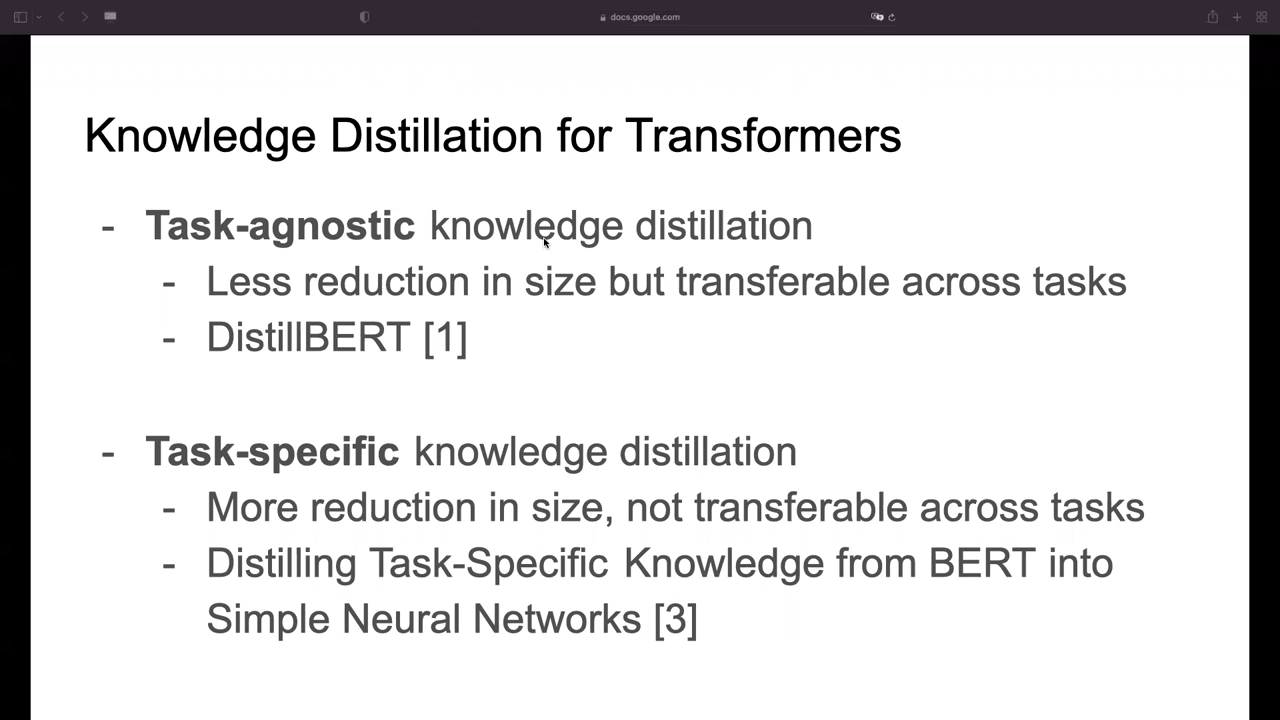 docs.google.com
Knowledge Distillation for Transformers
- Task-agnostic knowledge distillation
- Less reduction in size but transferable across tasks
- DistillBERT [1]
- Task-specific knowledge distillation
- More reduction in size, not transferable across tasks
- Distilling Task-Specific Knowledge from BERT into
Simple Neural Networks [3]